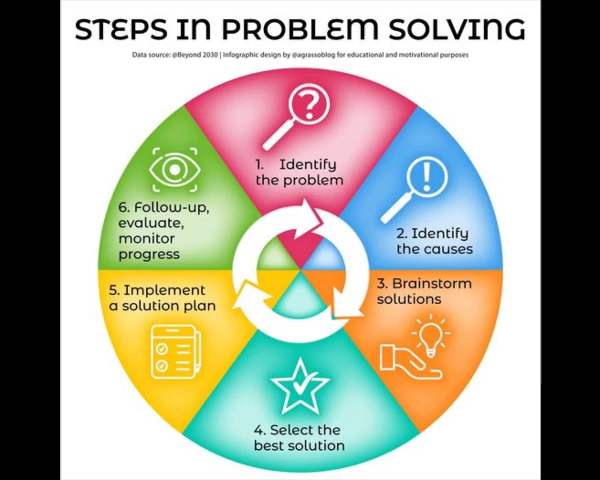 STEPS IN PROBLEM SOLVING
Data source: @Beyond 2030 | Infographic design by @agrassoblog for educational and motivational purposes
1. Identify
the problem
2. Identify
the causes
3. Brainstorm
solutions
4. Select the
best solution
5. Implement
a solution plan
6. Follow-up,
evaluate,
monitor
progress